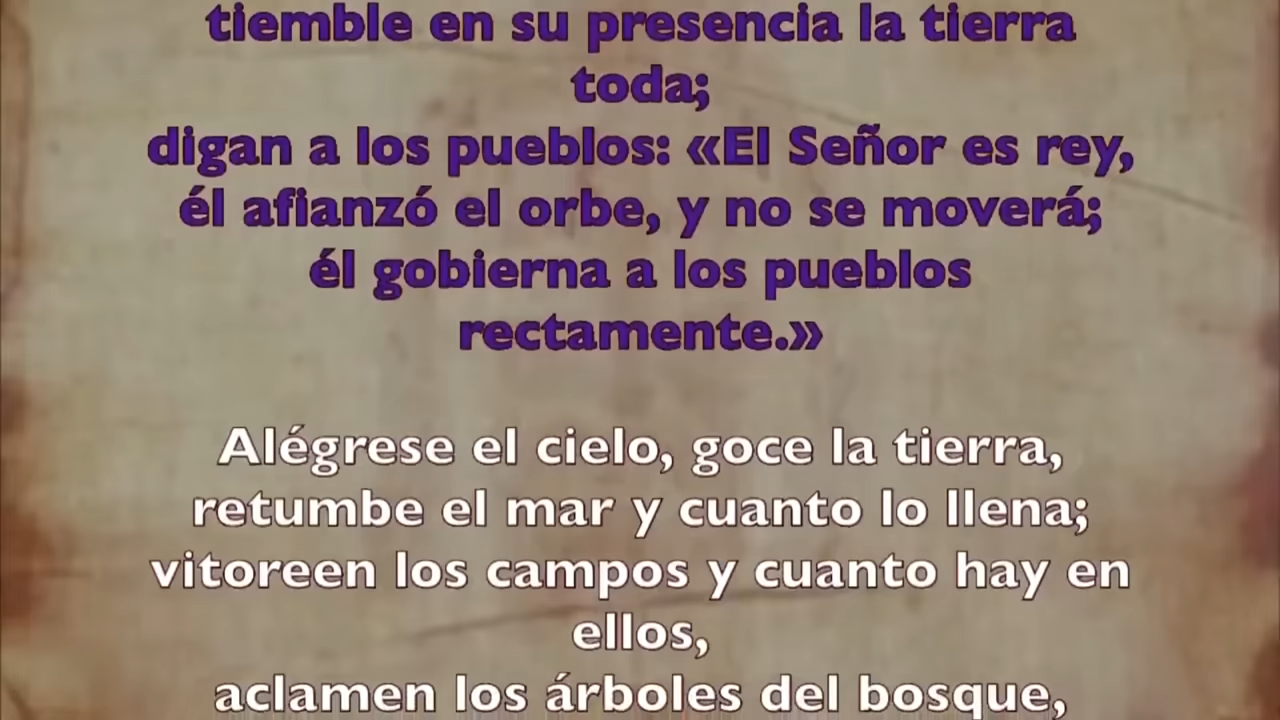 tiemble en su presencia la tierra
toda;
digan a los pueblos: «El Señor es rey,
él afianzó el orbe, y no se moverá;
él gobierna a los pueblos
rectamente.»
Alégrese el cielo, goce la tierra,
retumbe el mar y cuanto lo llena;
vitoreen los campos y cuanto hay en
ellos,
aclamen los árboles del bosque,